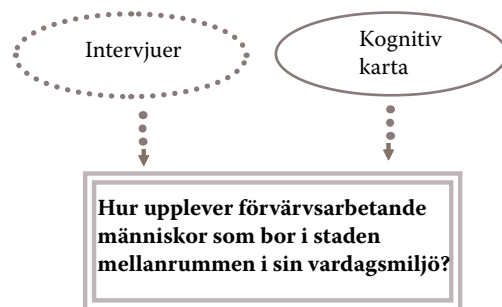 Intervjuer
Kognitiv
karta
Hur upplever förvärvsarbetande
människor som bor i staden
mellanrummen i sin vardagsmiljö?